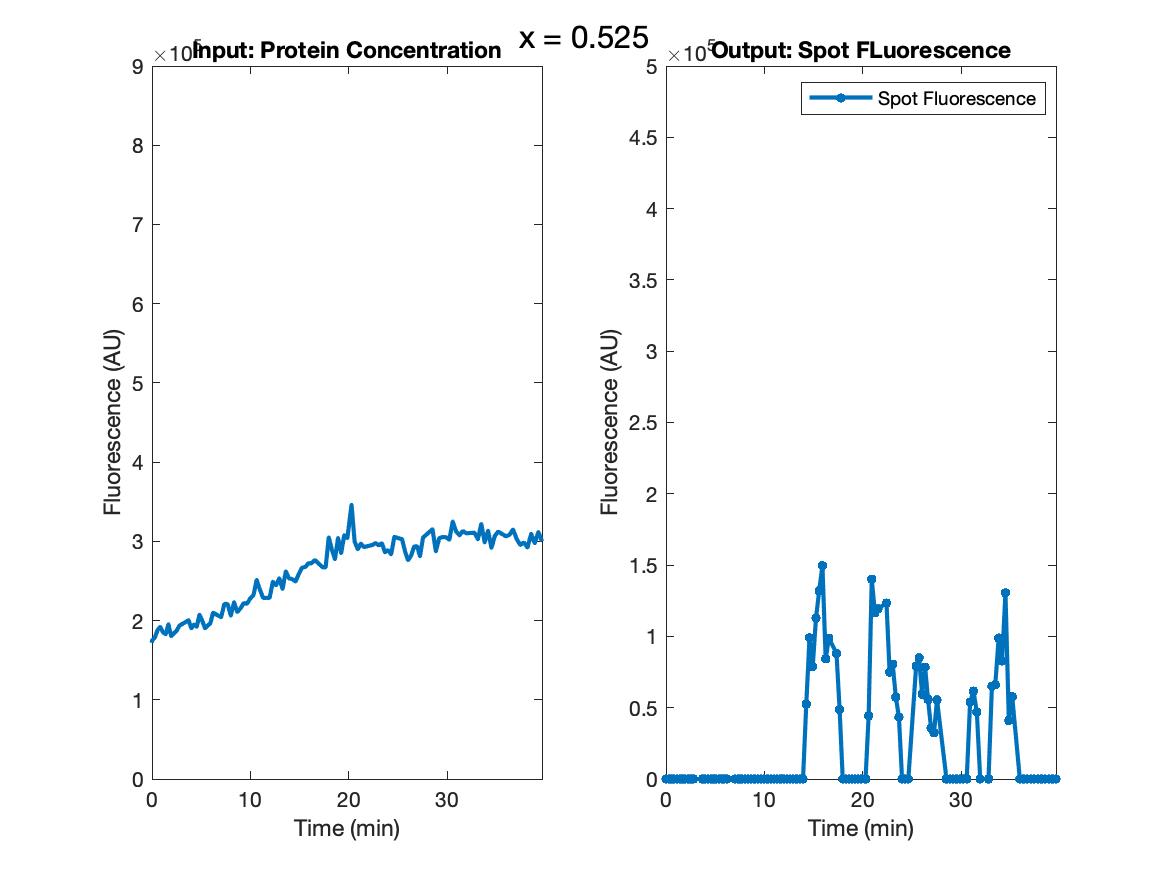 x = 0.525
×10⁵
Input: Protein Concentration
9
8
7
6
5
4
3
2
1
0
Fluorescence (AU)
0 10 20 30
Time (min)
×10⁵
Output: Spot FLuorescence
Spot Fluorescence
5
4.5
4
3.5
3
2.5
2
1.5
1
0.5
0
Fluorescence (AU)
0 10 20 30
Time (min)